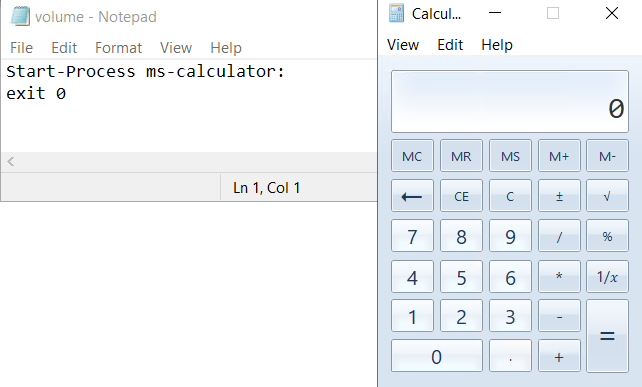 volume - Notepad
File Edit Format View Help
Start-Process ms-calculator:
exit 0
Ln 1, Col 1
Calcul...
View Edit Help
0
MC MR MS M+ M-
← CE C ± √
7 8 9 / %
4 5 6 * 1/x
1 2 3 - =
0 . +